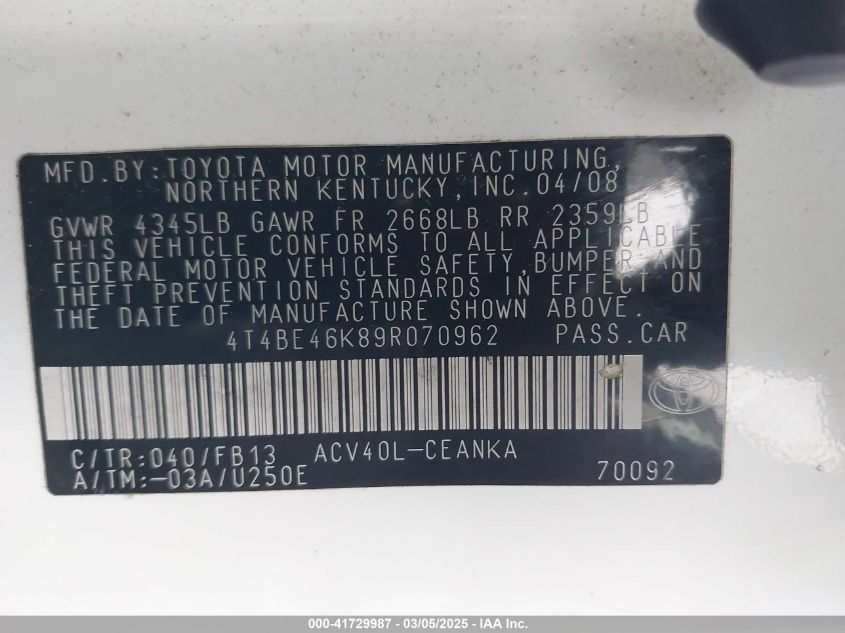 MFD.BY:TOYOTA MOTOR MANUFACTURING,
NORTHERN KENTUCKY,INC.04/08
GVWR 4345LB GAWR FR 2668LB RR 2359LB
THIS VEHICLE CONFORMS TO ALL APPLICABLE
FEDERAL MOTOR VEHICLE SAFETY,BUMPER,AND
THEFT PREVENTION STANDARDS IN EFFECT ON
THE DATE OF MANUFACTURE SHOWN ABOVE.
4T4BE46K89R070962 PASS.CAR
C/TR:040/FB13 ACV40L-CEANKA
A/TM:-03A/U250E 70092
000-41729987 - 03/05/2025 - IAA Inc.